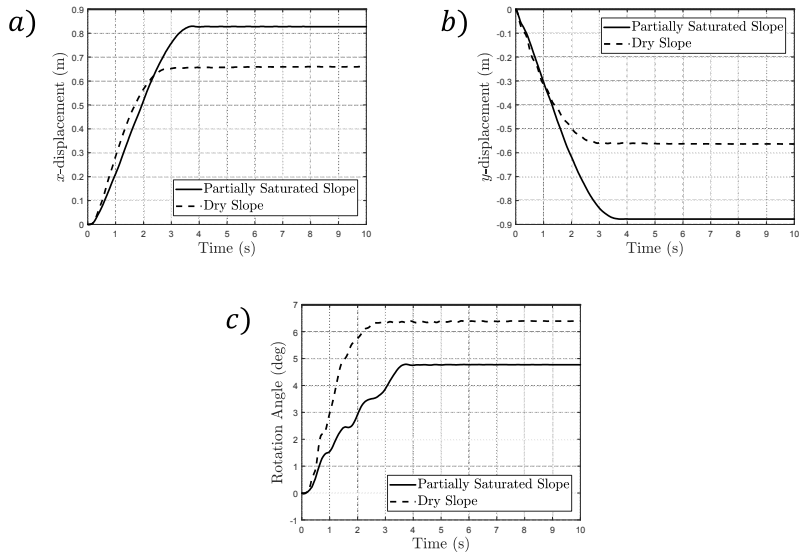 a)
x-displacement (m)
0.9
0.8
0.7
0.6
0.5
0.4
0.3
0.2
0.1
0
0 1 2 3 4 5 6 7 8 9 10
Time (s)
Partially Saturated Slope
Dry Slope
b)
y-displacement (m)
0
-0.1
-0.2
-0.3
-0.4
-0.5
-0.6
-0.7
-0.8
-0.9
0 1 2 3 4 5 6 7 8 9 10
Time (s)
Partially Saturated Slope
Dry Slope
c)
Rotation Angle (deg)
7
6
5
4
3
2
1
0
-1
0 1 2 3 4 5 6 7 8 9 10
Time (s)
Partially Saturated Slope
Dry Slope